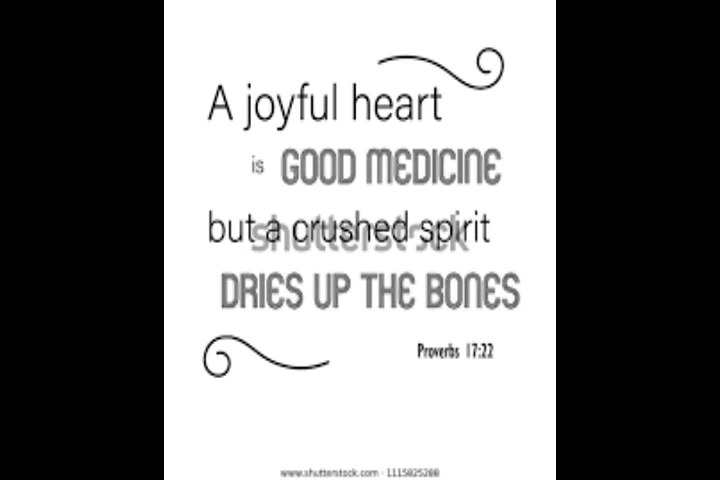 A joyful heart
is GOOD MEDICINE
but a crushed spirit
shutterstock
DRIES UP THE BONES
Proverbs 17:22
www.shutterstock.com · 1115825288